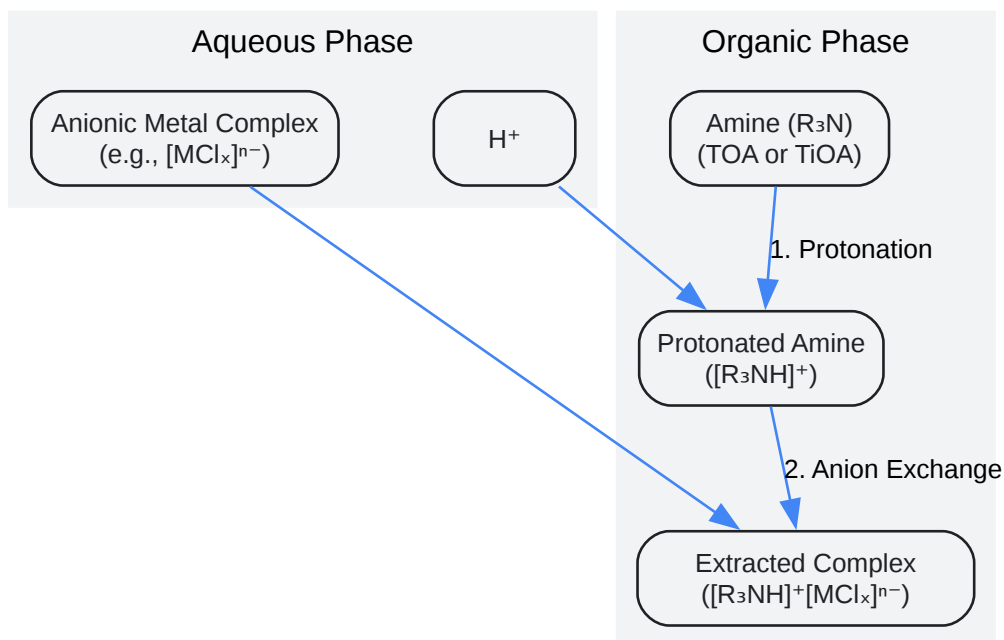 Aqueous Phase
Organic Phase
Anionic Metal Complex
(e.g., [MClₓ]ⁿ⁻)
H⁺
Amine (R₃N)
(TOA or TiOA)
1. Protonation
Protonated Amine
([R₃NH]⁺)
2. Anion Exchange
Extracted Complex
([R₃NH]⁺[MClₓ]ⁿ⁻)